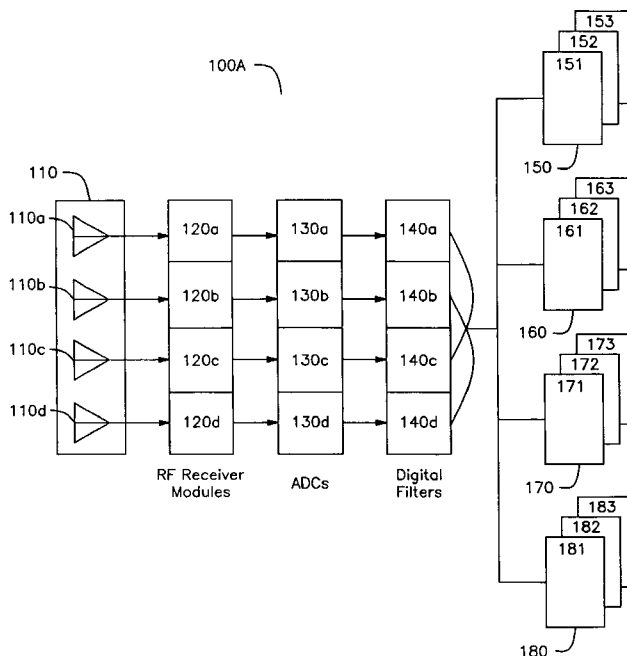 100A
110
110a
110b
110c
110d
120a
120b
120c
120d
RF Receiver
Modules
130a
130b
130c
130d
ADCs
140a
140b
140c
140d
Digital
Filters
153
152
151
150
163
162
161
160
173
172
171
170
183
182
181
180